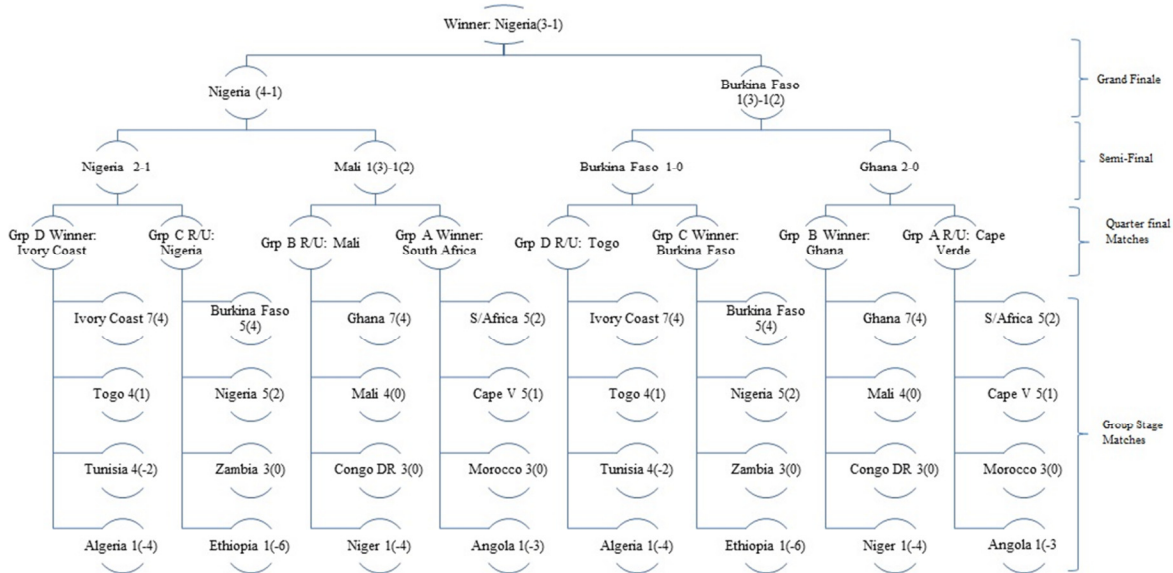 Winner: Nigeria(3-1)
Grand Finale
Nigeria (4-1)
Burkina Faso
1(3)-1(2)
Semi-Final
Nigeria 2-1
Mali 1(3)-1(2)
Burkina Faso 1-0
Ghana 2-0
Quarter final
Matches
Grp D Winner:
Ivory Coast
Grp C R/U:
Nigeria
Grp B R/U: Mali
Grp A Winner:
South Africa
Grp D R/U: Togo
Grp C Winner:
Burkina Faso
Grp B Winner:
Ghana
Grp A R/U: Cape
Verde
Ivory Coast 7(4)
Burkina Faso
5(4)
Ghana 7(4)
S/Africa 5(2)
Ivory Coast 7(4)
Burkina Faso
5(4)
Ghana 7(4)
S/Africa 5(2)
Togo 4(1)
Nigeria 5(2)
Mali 4(0)
Cape V 5(1)
Togo 4(1)
Nigeria 5(2)
Mali 4(0)
Cape V 5(1)
Group Stage
Matches
Tunisia 4(-2)
Zambia 3(0)
Congo DR 3(0)
Morocco 3(0)
Tunisia 4(-2)
Zambia 3(0)
Congo DR 3(0)
Morocco 3(0)
Algeria 1(-4)
Ethiopia 1(-6)
Niger 1(-4)
Angola 1(-3)
Algeria 1(-4)
Ethiopia 1(-6)
Niger 1(-4)
Angola 1(-3